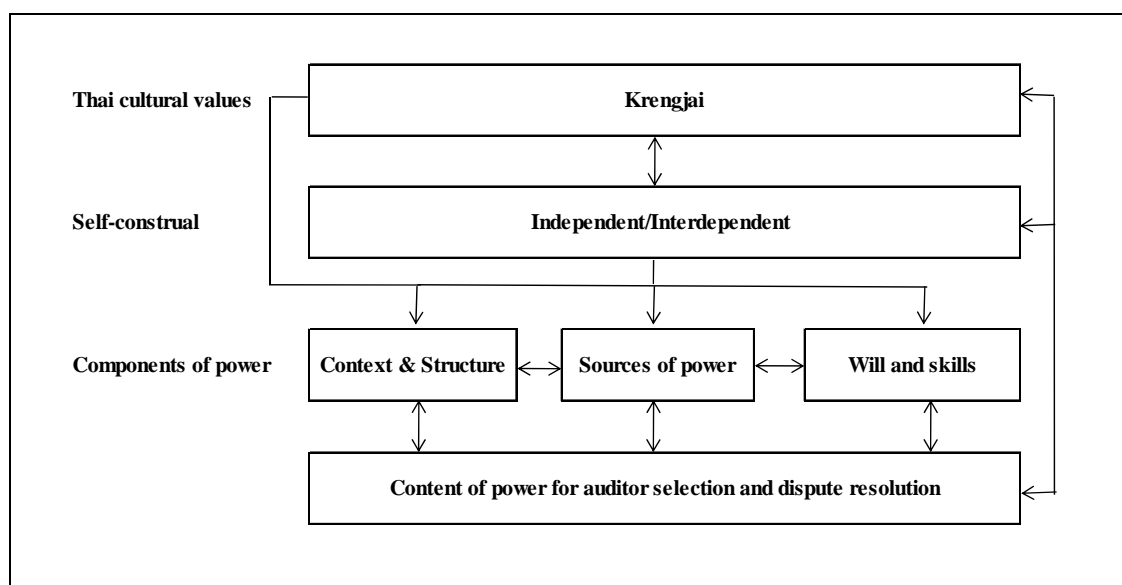 Thai cultural values
Krengjai
Self-construal
Independent/Interdependent
Components of power
Context & Structure
Sources of power
Will and skills
Content of power for auditor selection and dispute resolution